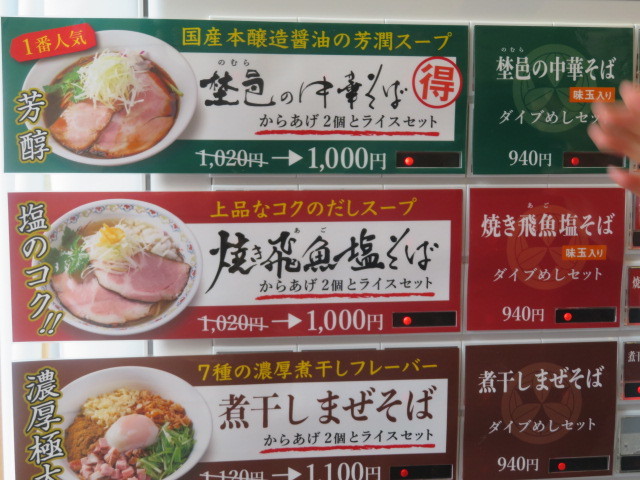 1番人気
芳醇
国産本醸造醤油の芳潤スープ
のむら
埜邑の中華そば
得
からあげ2個とライスセット
1,020円→1,000円
のむら
埜邑の中華そば
味玉入り
ダイブめしセット
940円
塩のコク!!
上品なコクのだしスープ
あご
焼き飛魚塩そば
からあげ2個とライスセット
1,020円→1,000円
あご
焼き飛魚塩そば
味玉入り
ダイブめしセット
940円
濃厚極太
7種の濃厚煮干しフレーバー
煮干しまぜそば
からあげ2個とライスセット
1,120円→1,100円
煮干しまぜそば
ダイブめしセット
940円